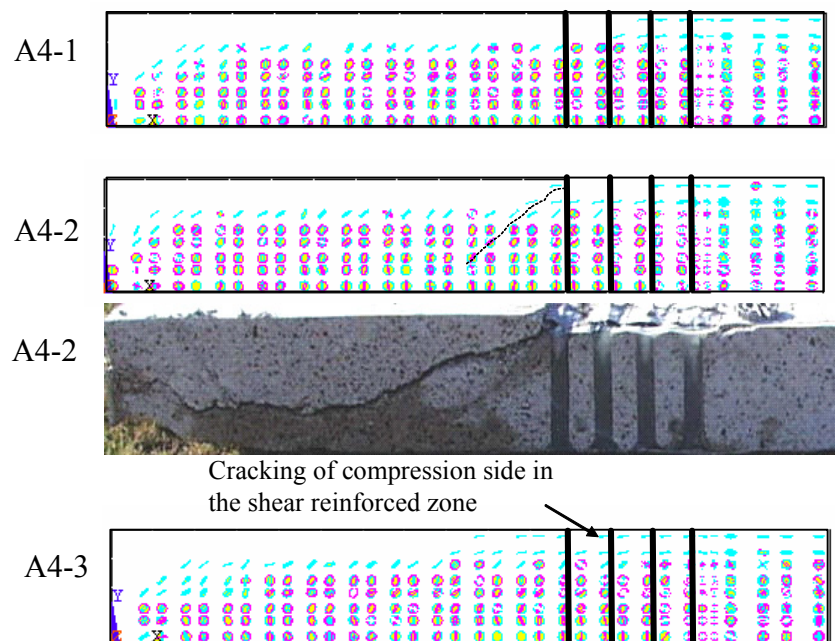 A4-1
Y
X
A4-2
Y
X
A4-2
Cracking of compression side in
the shear reinforced zone
A4-3
Y
X